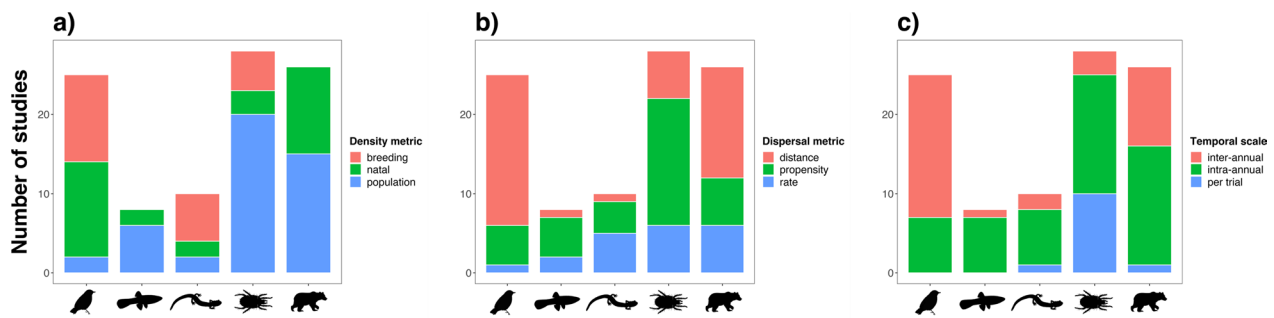 a)
Number of studies
20
10
0
Density metric
breeding
natal
population
b)
20
10
0
Dispersal metric
distance
propensity
rate
c)
20
10
0
Temporal scale
inter-annual
intra-annual
per trial